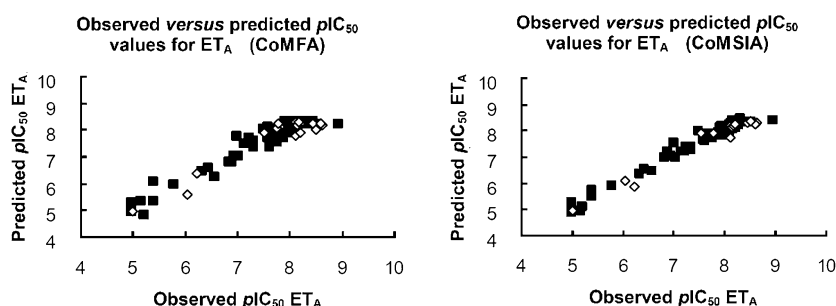 Observed versus predicted pIC50
values for ETA (CoMFA)
Predicted pIC50 ETA
10
9
8
7
6
5
4
4 5 6 7 8 9 10
Observed pIC50 ETA
Observed versus predicted pIC50
values for ETA (CoMSIA)
Predicted pIC50 ETA
10
9
8
7
6
5
4
4 5 6 7 8 9 10
Observed pIC50 ETA